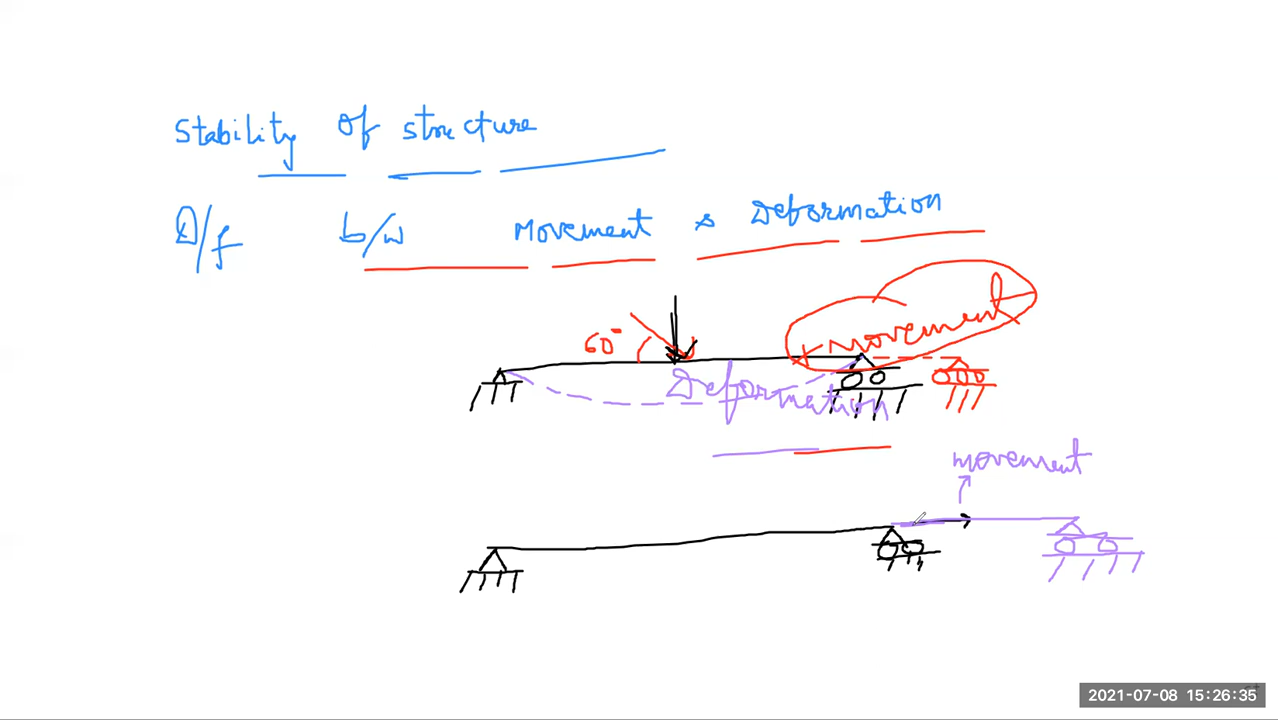 Stability of structure
D/f b/w Movement & Deformation
60°
movement
Deformation
movement
2021-07-08 15:26:35